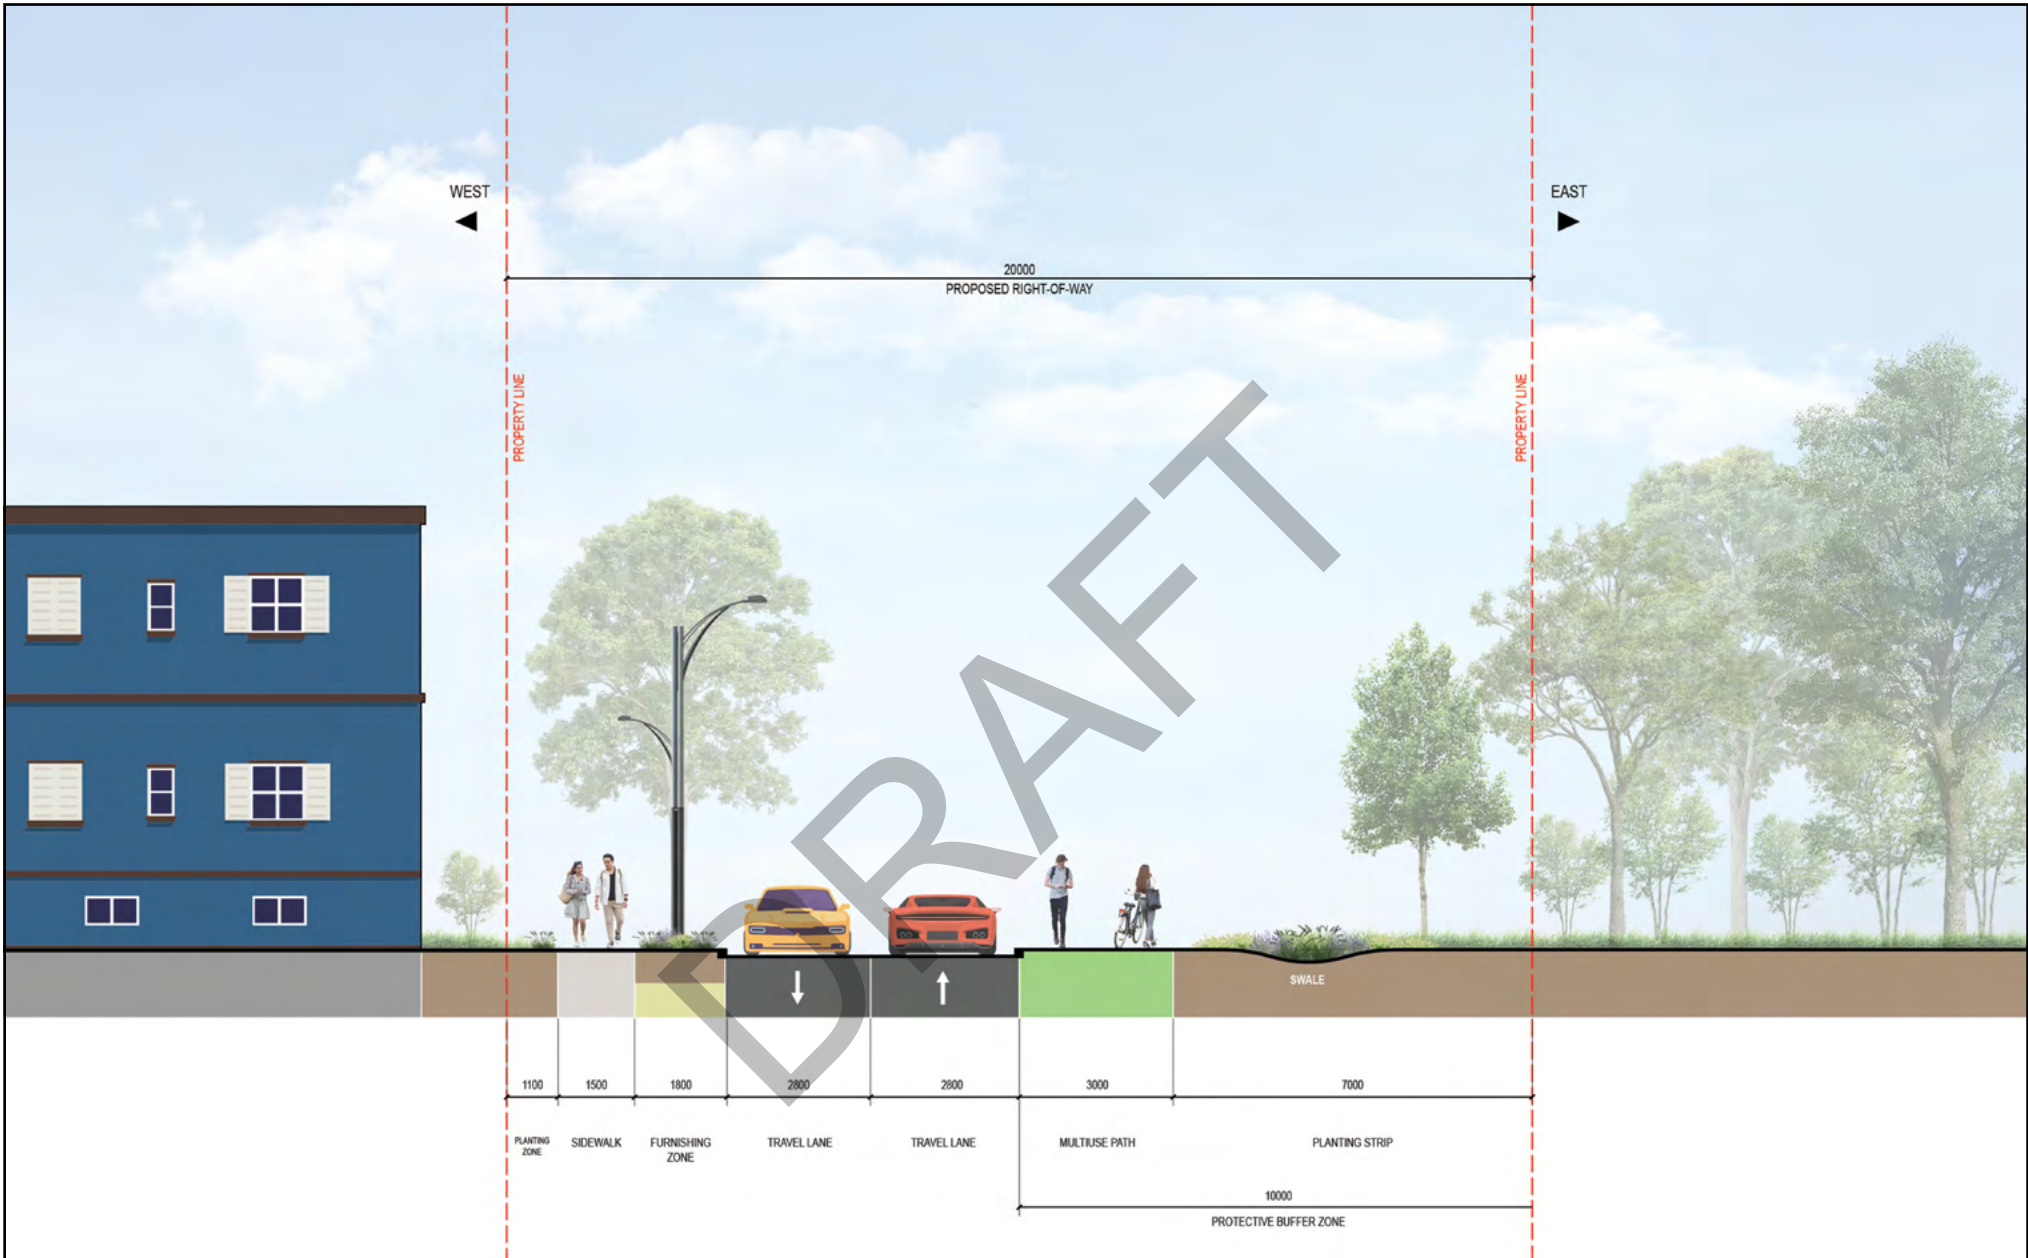 WEST
EAST
20000
PROPOSED RIGHT-OF-WAY
PROPERTY LINE
PROPERTY LINE
DRAFT
SWALE
1100
1500
1800
2800
2800
3000
7000
PLANTING
ZONE
SIDEWALK
FURNISHING
ZONE
TRAVEL LANE
TRAVEL LANE
MULTIUSE PATH
PLANTING STRIP
10000
PROTECTIVE BUFFER ZONE